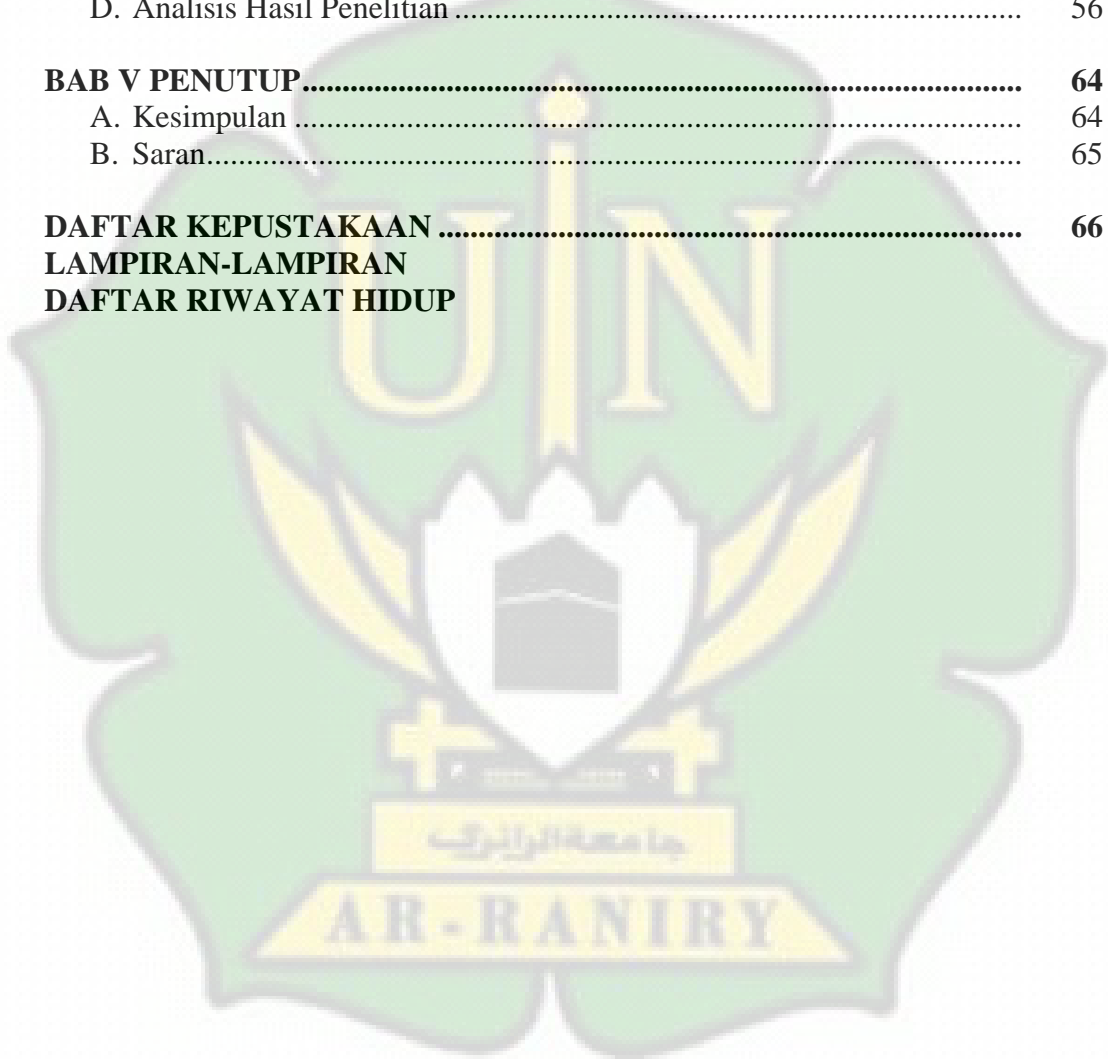 D. Analisis Hasil Penelitian ........................................................................ 56
BAB V PENUTUP............................................................................................ 64
A. Kesimpulan ............................................................................................. 64
B. Saran........................................................................................................ 65
DAFTAR KEPUSTAKAAN ........................................................................... 66
LAMPIRAN-LAMPIRAN
DAFTAR RIWAYAT HIDUP
UIN
جامعةالرانري
AR-RANIRY